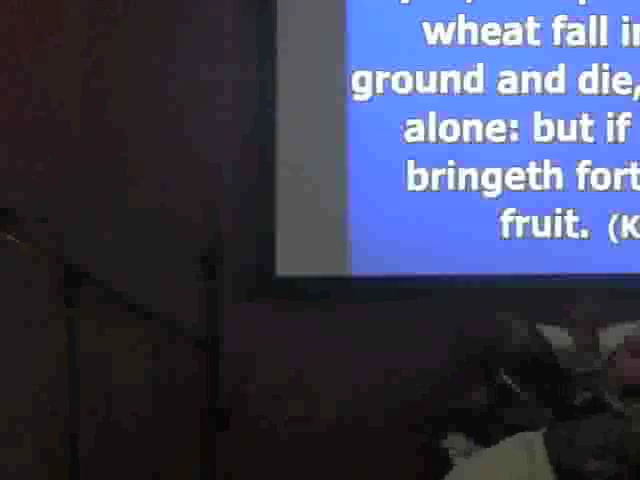 wheat fall i
ground and die,
alone: but if
bringeth fort
fruit. (K